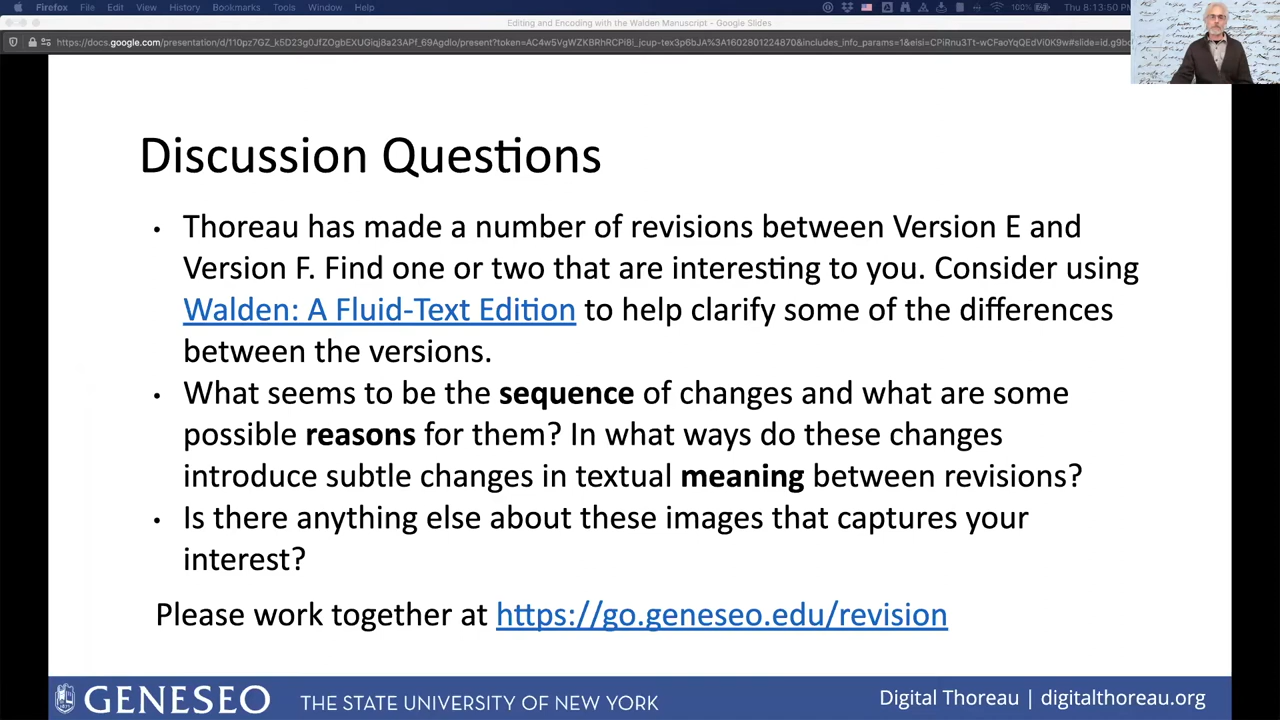 Firefox File Edit View History Bookmarks Tools Window Help 100% Thu 8:13:50 PM
Editing and Encoding with the Walden Manuscript - Google Slides
Discussion Questions
• Thoreau has made a number of revisions between Version E and
Version F. Find one or two that are interesting to you. Consider using
Walden: A Fluid-Text Edition to help clarify some of the differences
between the versions.
• What seems to be the sequence of changes and what are some
possible reasons for them? In what ways do these changes
introduce subtle changes in textual meaning between revisions?
• Is there anything else about these images that captures your
interest?
Please work together at https://go.geneseo.edu/revision
GENESEO THE STATE UNIVERSITY OF NEW YORK Digital Thoreau | digitalthoreau.org